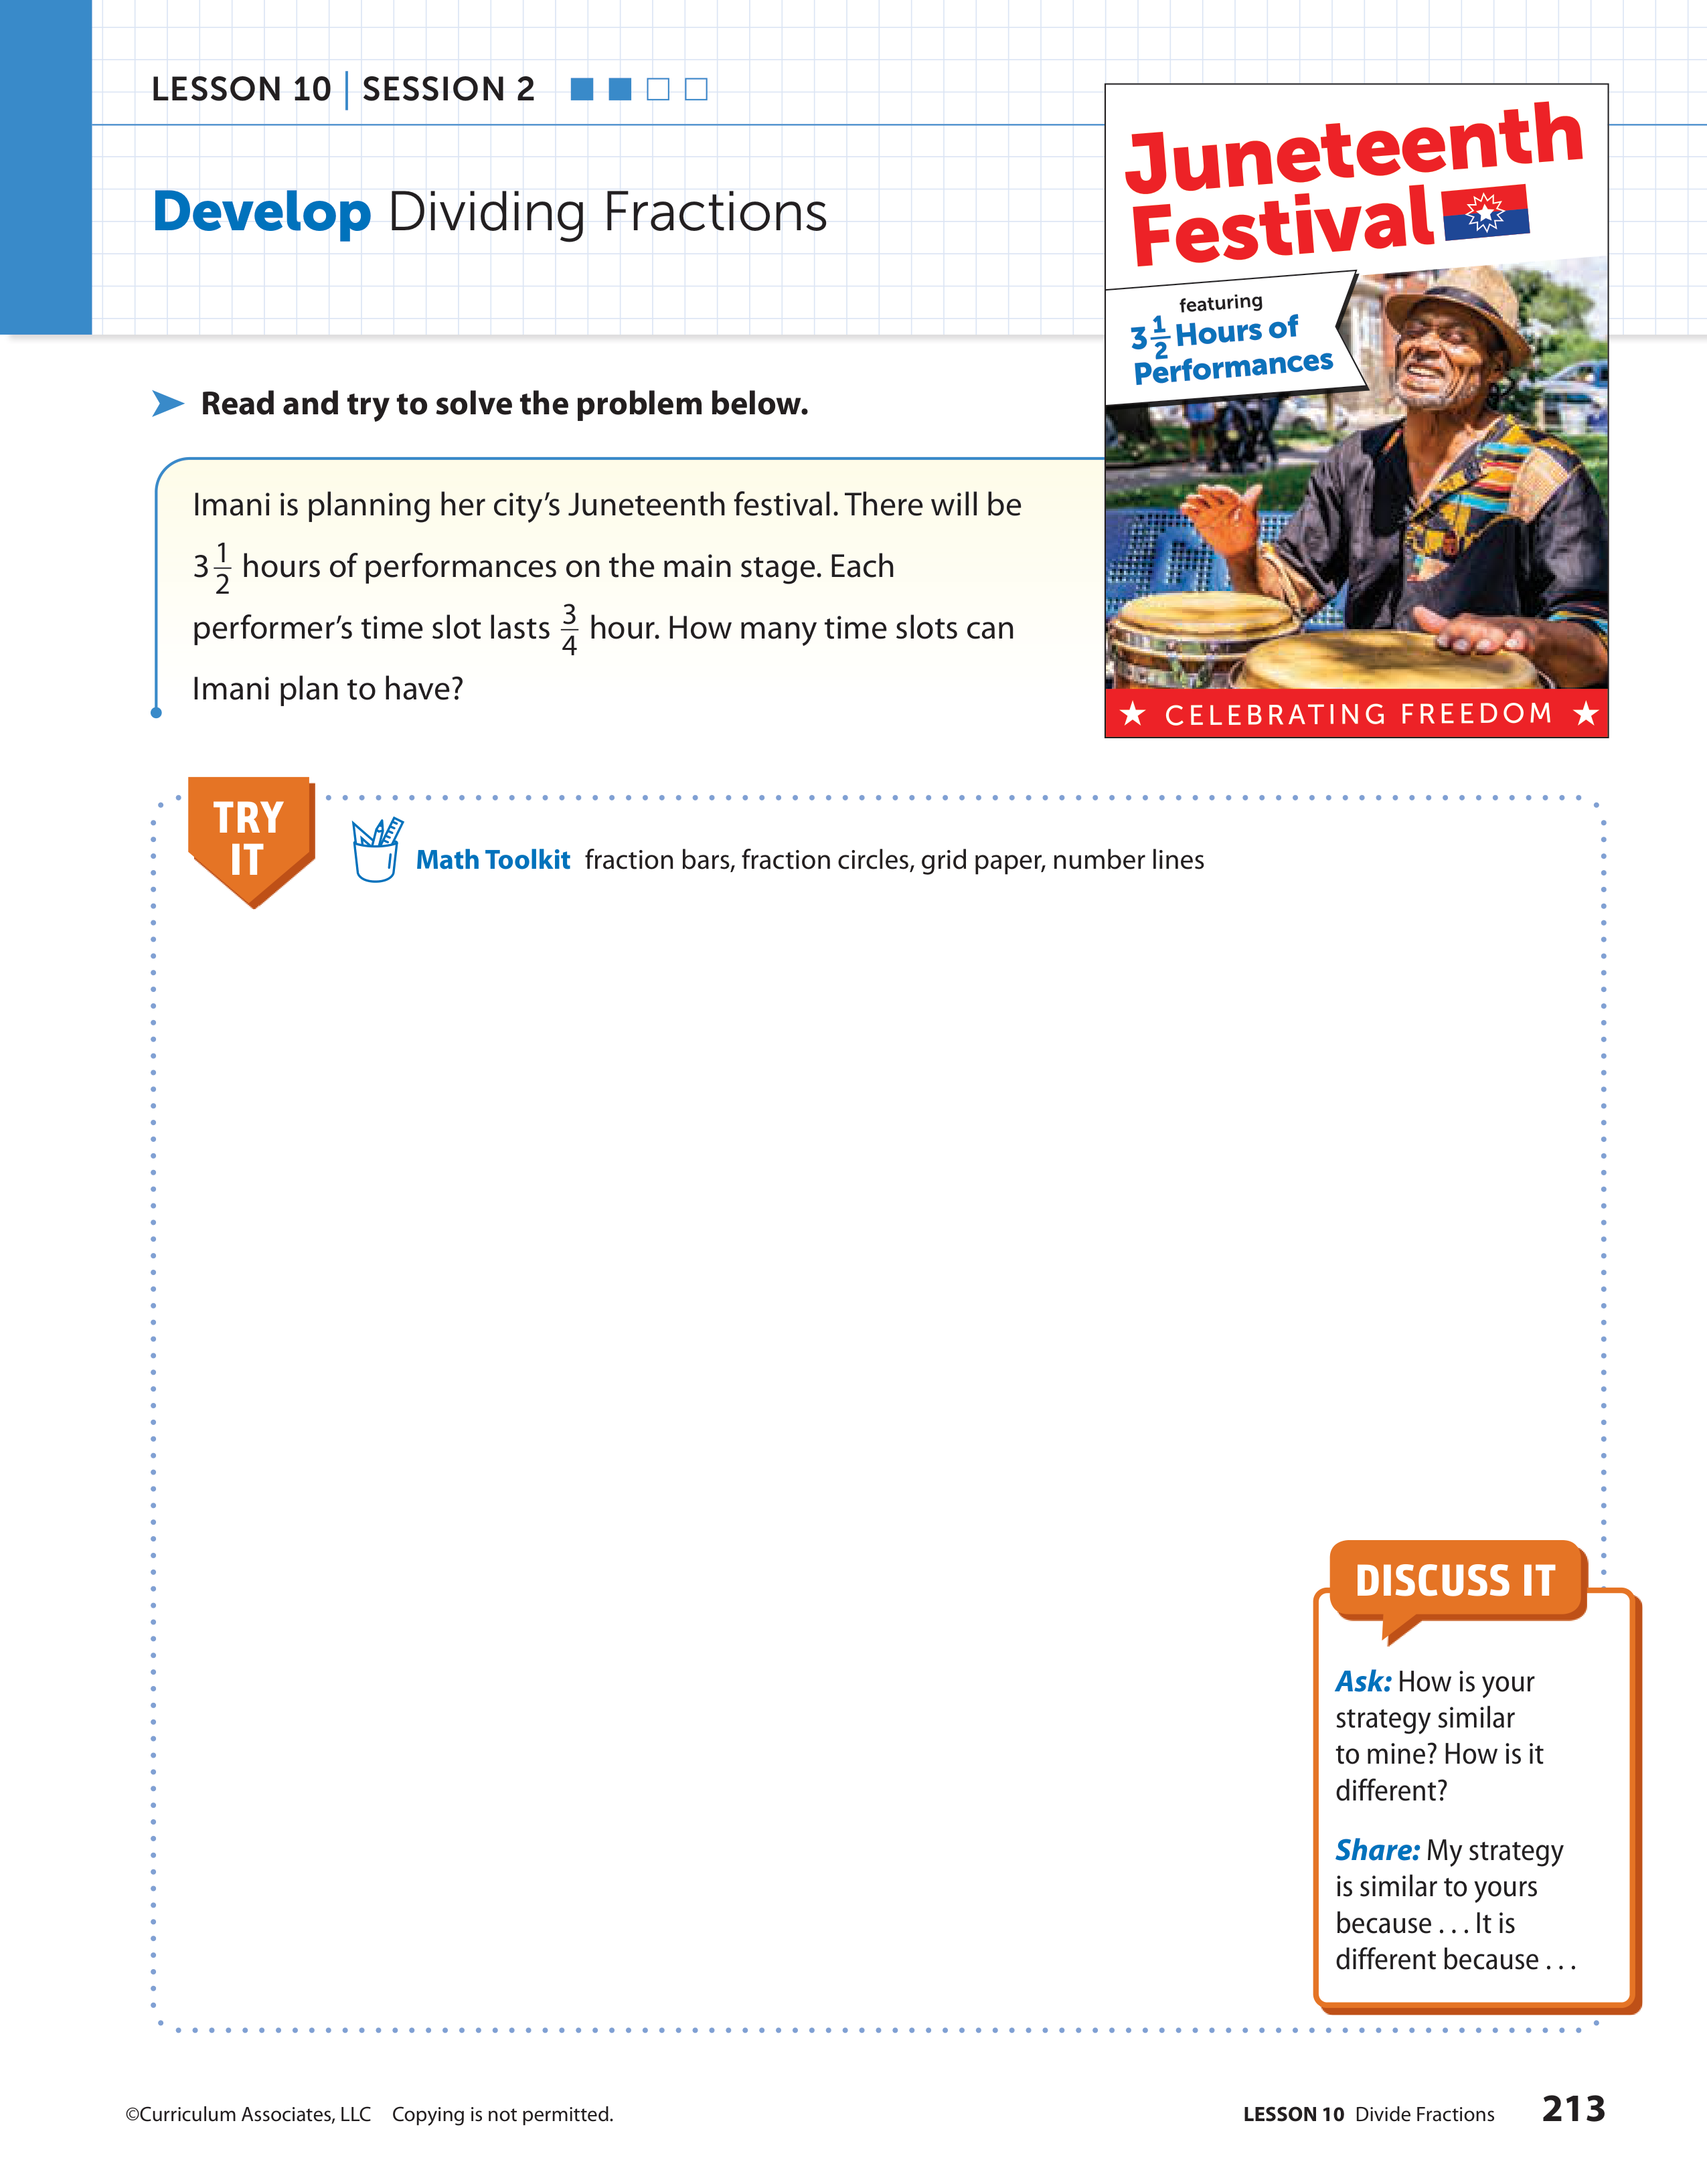 LESSON 10 | SESSION 2
Develop Dividing Fractions
Juneteenth
Festival
featuring
3 1/2 Hours of
Performances
CELEBRATING FREEDOM
Read and try to solve the problem below.
Imani is planning her city’s Juneteenth festival. There will be
3 1/2 hours of performances on the main stage. Each
performer’s time slot lasts 3/4 hour. How many time slots can
Imani plan to have?
TRY
IT
Math Toolkit fraction bars, fraction circles, grid paper, number lines
DISCUSS IT
Ask: How is your
strategy similar
to mine? How is it
different?
Share: My strategy
is similar to yours
because . . . It is
different because . . .
©Curriculum Associates, LLC Copying is not permitted.
LESSON 10 Divide Fractions 213